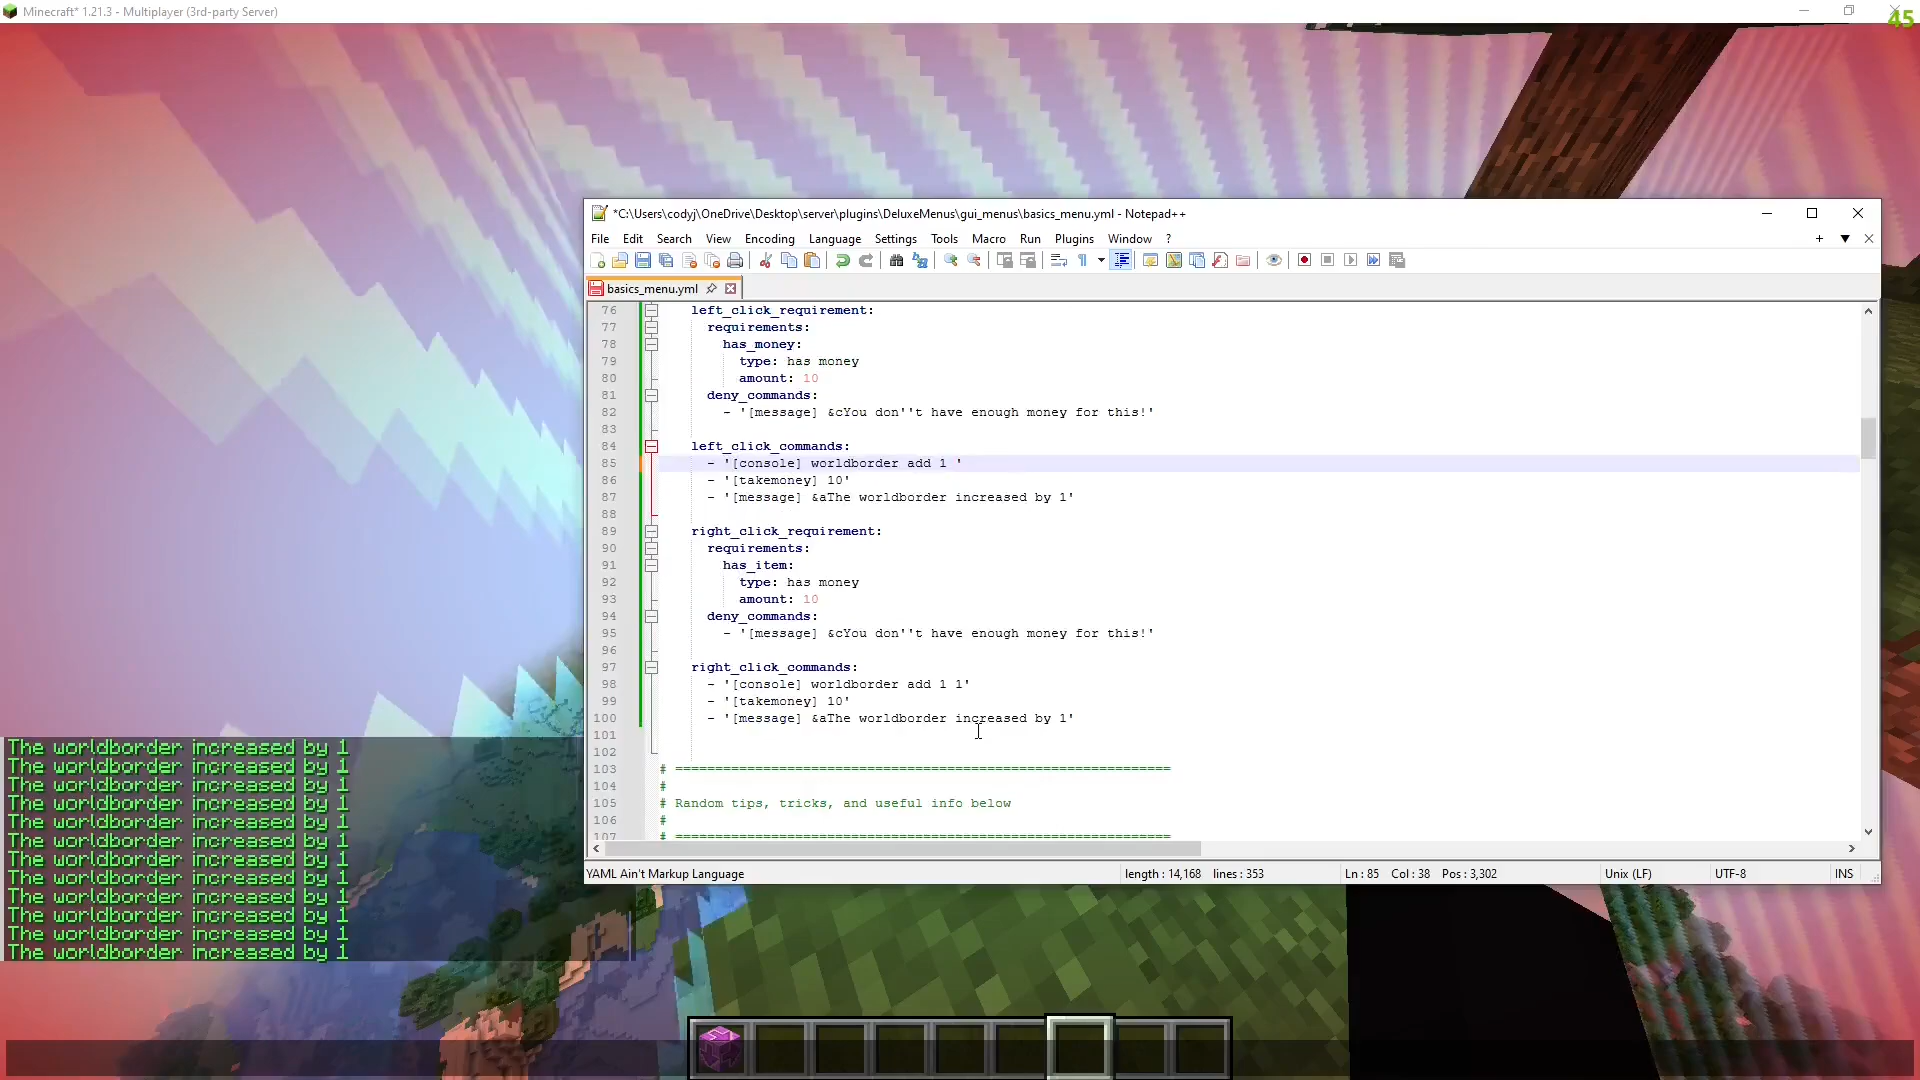 Minecraft* 1.21.3 - Multiplayer (3rd-party Server)
45
*C:\Users\codyj\OneDrive\Desktop\server\plugins\DeluxeMenus\gui_menus\basics_menu.yml - Notepad++
File Edit Search View Encoding Language Settings Tools Macro Run Plugins Window ?
basics_menu.yml
76 left_click_requirement:
77 requirements:
78 has_money:
79 type: has money
80 amount: 10
81 deny_commands:
82 - '[message] &cYou don''t have enough money for this!'
83
84 left_click_commands:
85 - '[console] worldborder add 1 '
86 - '[takemoney] 10'
87 - '[message] &aThe worldborder increased by 1'
88
89 right_click_requirement:
90 requirements:
91 has_item:
92 type: has money
93 amount: 10
94 deny_commands:
95 - '[message] &cYou don''t have enough money for this!'
96
97 right_click_commands:
98 - '[console] worldborder add 1 1'
99 - '[takemoney] 10'
100 - '[message] &aThe worldborder increased by 1'
101
102
103 # ==============================================================
104 #
105 # Random tips, tricks, and useful info below
106 #
107 # ==============================================================
YAML Ain't Markup Language length : 14,168 lines : 353 Ln : 85 Col : 38 Pos : 3,302 Unix (LF) UTF-8 INS
The worldborder increased by 1
The worldborder increased by 1
The worldborder increased by 1
The worldborder increased by 1
The worldborder increased by 1
The worldborder increased by 1
The worldborder increased by 1
The worldborder increased by 1
The worldborder increased by 1
The worldborder increased by 1
The worldborder increased by 1
The worldborder increased by 1